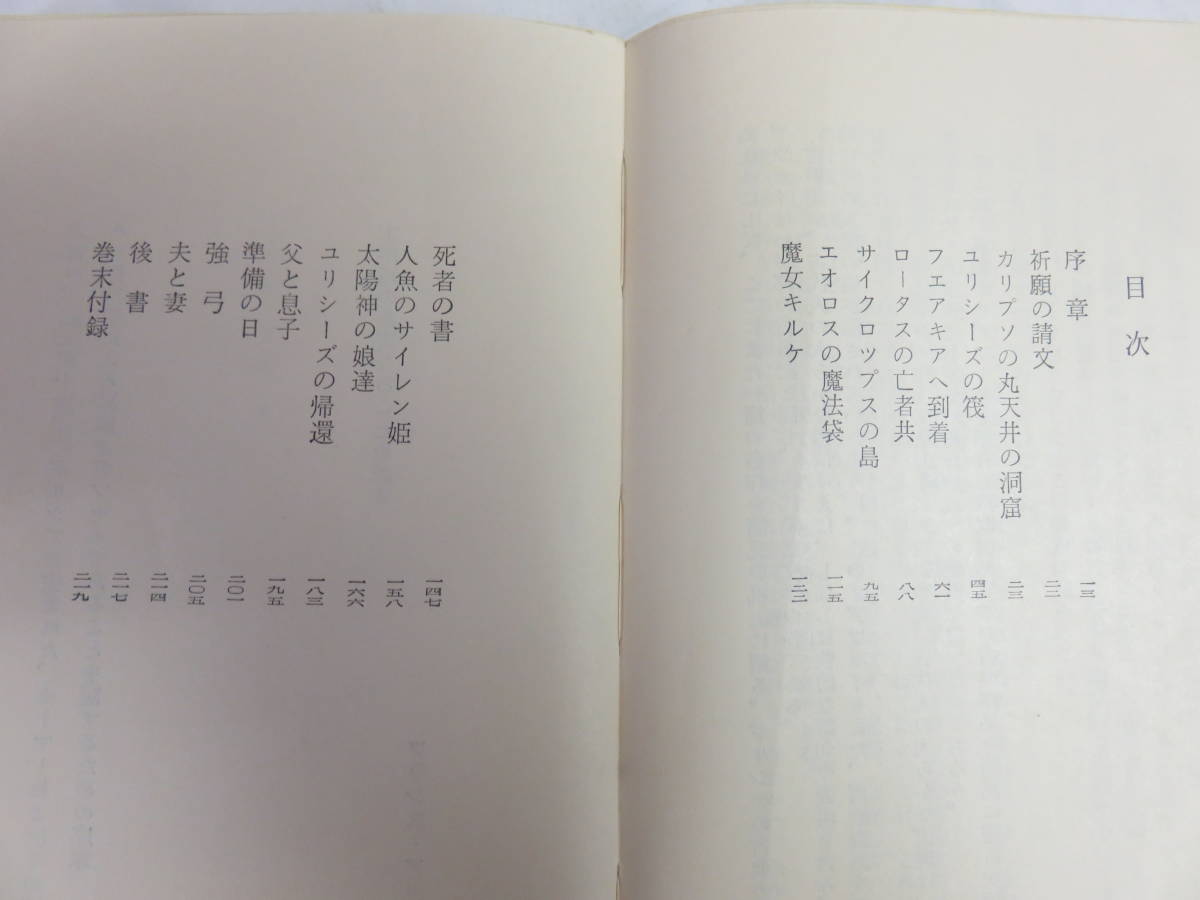 目次
序章 一三
祈願の請文 二二
カリプソの丸天井の洞窟 二三
ユリシーズの筏 四五
フエアキアへ到着 六一
ロータスの亡者共 八八
サイクロップスの島 九五
エオロスの魔法袋 一一五
魔女キルケ 一二二
死者の書 一四七
人魚のサイレン姫 一五八
太陽神の娘達 一六六
ユリシーズの帰還 一八三
父と息子 一九五
準備の日 二〇一
強弓 二〇五
夫と妻 二一四
後書 二一七
巻末付録 二一九